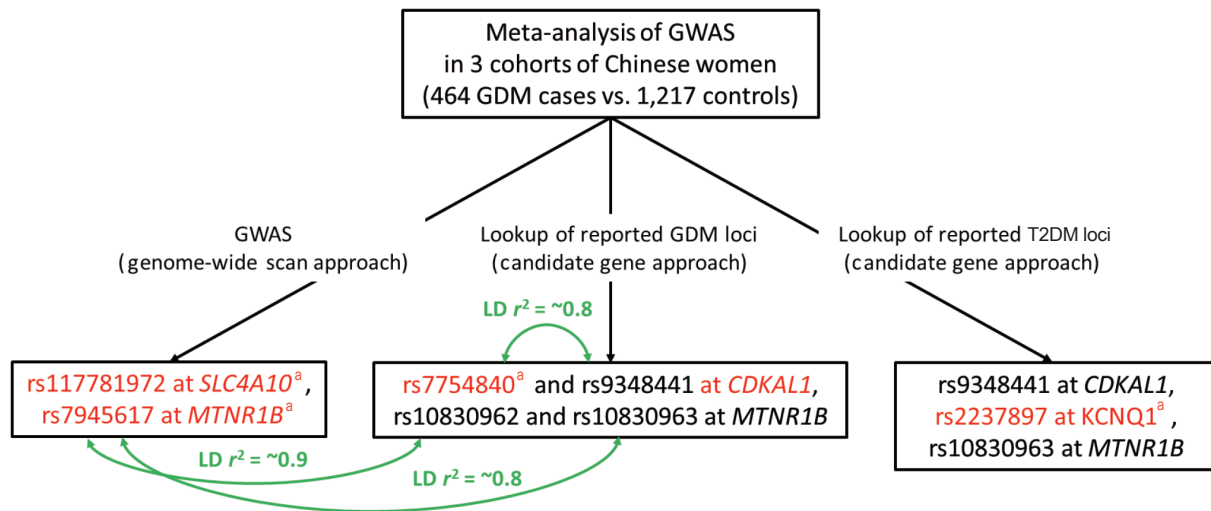 Meta-analysis of GWAS
in 3 cohorts of Chinese women
(464 GDM cases vs. 1,217 controls)
GWAS
(genome-wide scan approach)
Lookup of reported GDM loci
(candidate gene approach)
Lookup of reported T2DM loci
(candidate gene approach)
LD r² = ~0.8
rs117781972 at SLC4A10ᵃ,
rs7945617 at MTNR1Bᵃ
rs7754840ᵃ and rs9348441 at CDKAL1,
rs10830962 and rs10830963 at MTNR1B
rs9348441 at CDKAL1,
rs2237897 at KCNQ1ᵃ,
rs10830963 at MTNR1B
LD r² = ~0.9
LD r² = ~0.8